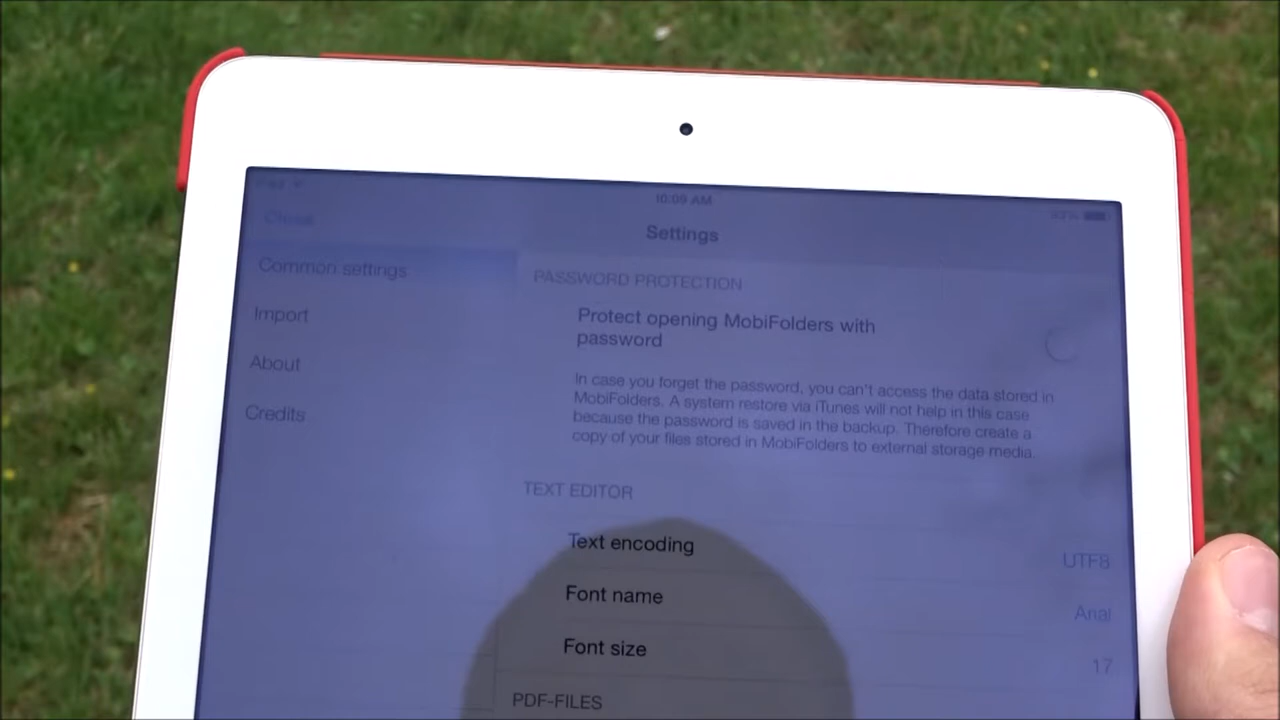 10:09 AM
Close
Settings
Common settings
Import
About
Credits
PASSWORD PROTECTION
Protect opening MobiFolders with
password
In case you forget the password, you can't access the data stored in
MobiFolders. A system restore via iTunes will not help in this case
because the password is saved in the backup. Therefore create a
copy of your files stored in MobiFolders to external storage media.
TEXT EDITOR
Text encoding
UTF8
Font name
Arial
Font size
17
PDF-FILES